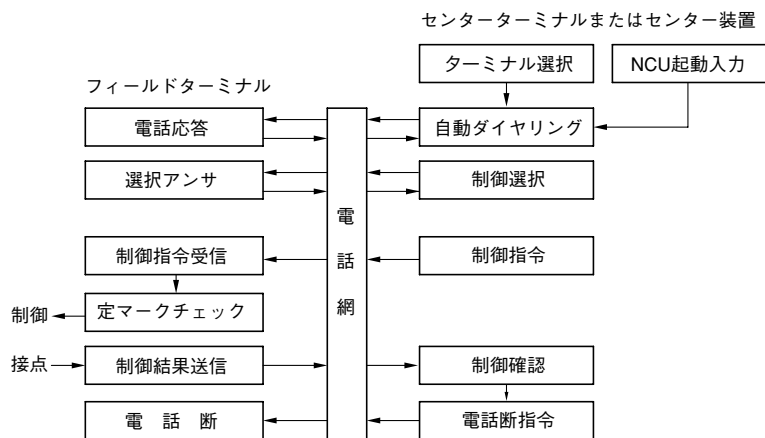 センターターミナルまたはセンター装置
ターミナル選択
NCU起動入力
フィールドターミナル
電話応答
自動ダイヤリング
選択アンサ
制御選択
電話網
制御指令受信
制御指令
制御
定マークチェック
接点
制御結果送信
制御確認
電 話 断
電話断指令